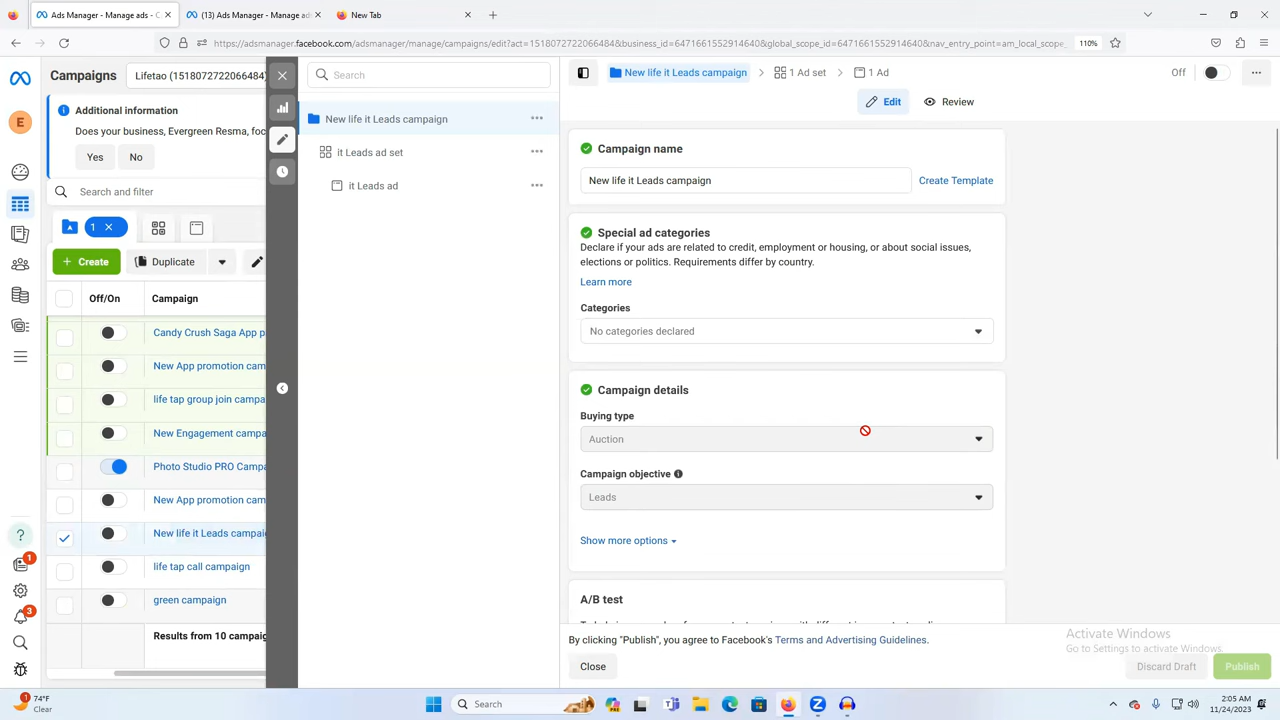 Ads Manager - Manage ads - C
(13) Ads Manager - Manage ad
New Tab
https://adsmanager.facebook.com/adsmanager/manage/campaigns/edit?act=1518072722066484&business_id=6471661552914640&global_scope_id=6471661552914640&nav_entry_point=am_local_scope_
110%
Campaigns
Lifetao (1518072722066484)
Search
New life it Leads campaign
1 Ad set
1 Ad
Off
Additional information
Does your business, Evergreen Resma, foc
Yes
No
E
New life it Leads campaign
it Leads ad set
it Leads ad
Edit
Review
Campaign name
New life it Leads campaign
Create Template
Search and filter
1
Create
Duplicate
Special ad categories
Declare if your ads are related to credit, employment or housing, or about social issues,
elections or politics. Requirements differ by country.
Learn more
Categories
No categories declared
Off/On
Campaign
Candy Crush Saga App p
New App promotion cam
life tap group join campa
New Engagement campa
Photo Studio PRO Campa
New App promotion cam
New life it Leads campai
life tap call campaign
green campaign
Results from 10 campaig
Campaign details
Buying type
Auction
Campaign objective
Leads
Show more options
A/B test
By clicking "Publish", you agree to Facebook's Terms and Advertising Guidelines.
Close
Discard Draft
Publish
Activate Windows
Go to Settings to activate Windows.
?
1
3
1
74°F
Clear
Search
2:05 AM
11/24/2023